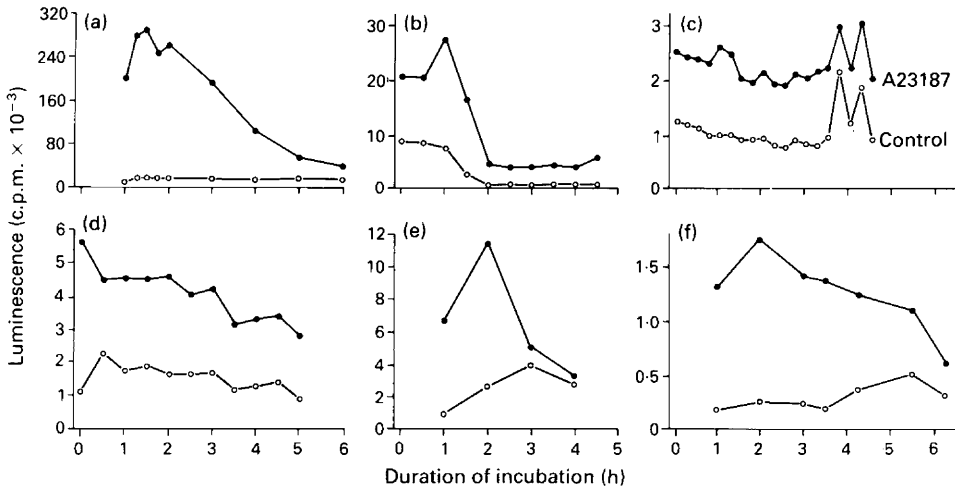 Luminescence (c.p.m. × 10⁻³)
(a)
320
240
160
80
0
(b)
30
20
10
0
(c)
3
2
1
0
A23187
Control
(d)
6
5
4
3
2
1
0
0 1 2 3 4 5 6
(e)
12
10
8
6
4
2
0
0 1 2 3 4 5
(f)
1·5
1·0
0·5
0
0 1 2 3 4 5 6
Duration of incubation (h)